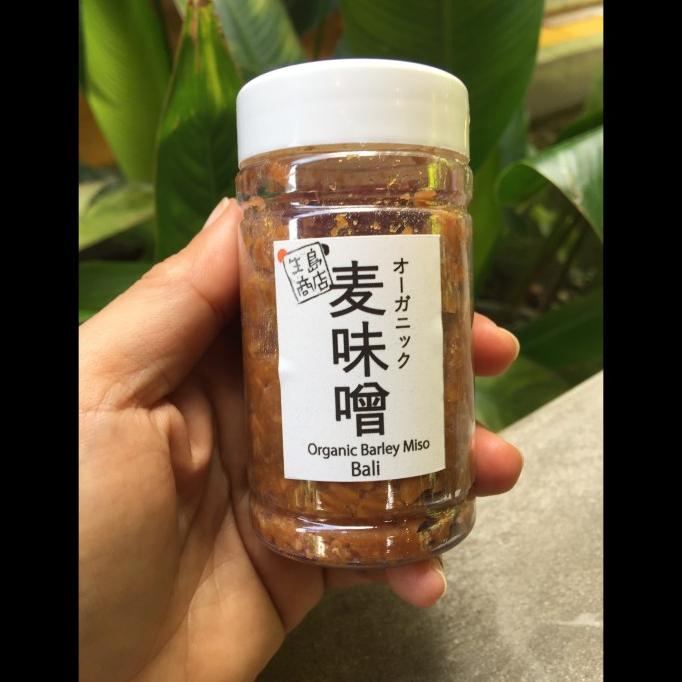 生島
商店
オーガニック
麦味噌
Organic Barley Miso
Bali